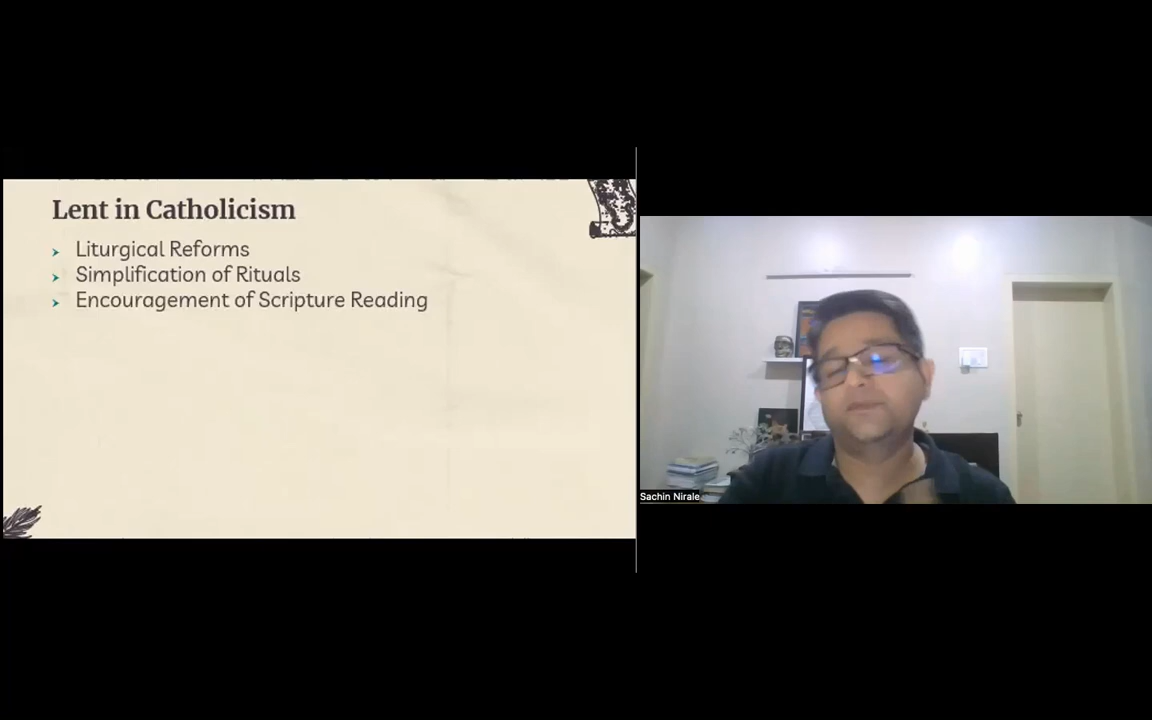 Lent in Catholicism
Liturgical Reforms
Simplification of Rituals
Encouragement of Scripture Reading
Sachin Nirale